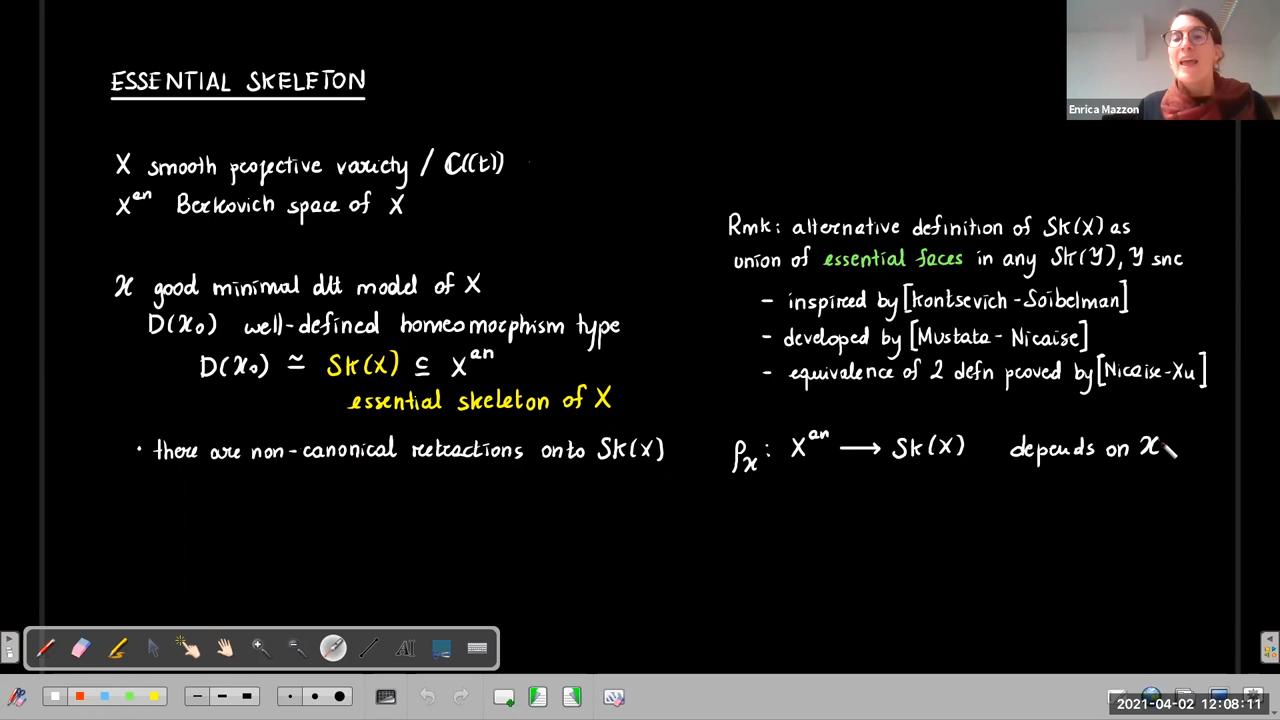 ESSENTIAL SKELETON
X smooth projective variety / ℂ((t))
X^an Berkovich space of X
𝒳 good minimal dlt model of X
D(𝒳₀) well-defined homeomorphism type
D(𝒳₀) ≃ Sk(X) ⊆ X^an
essential skeleton of X
• there are non-canonical retractions onto Sk(X)
Rmk: alternative definition of Sk(X) as
union of essential faces in any Sk(𝒴), 𝒴 snc
- inspired by [Kontsevich-Soibelman]
- developed by [Mustata-Nicaise]
- equivalence of 2 defn proved by [Nicaise-Xu]
ρ_𝒳 : X^an ⟶ Sk(X) depends on 𝒳
Enrica Mazzon
AI
2021-04-02 12:08:11